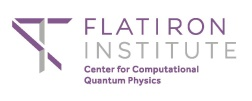 FLATIRON
INSTITUTE
Center for Computational
Quantum Physics